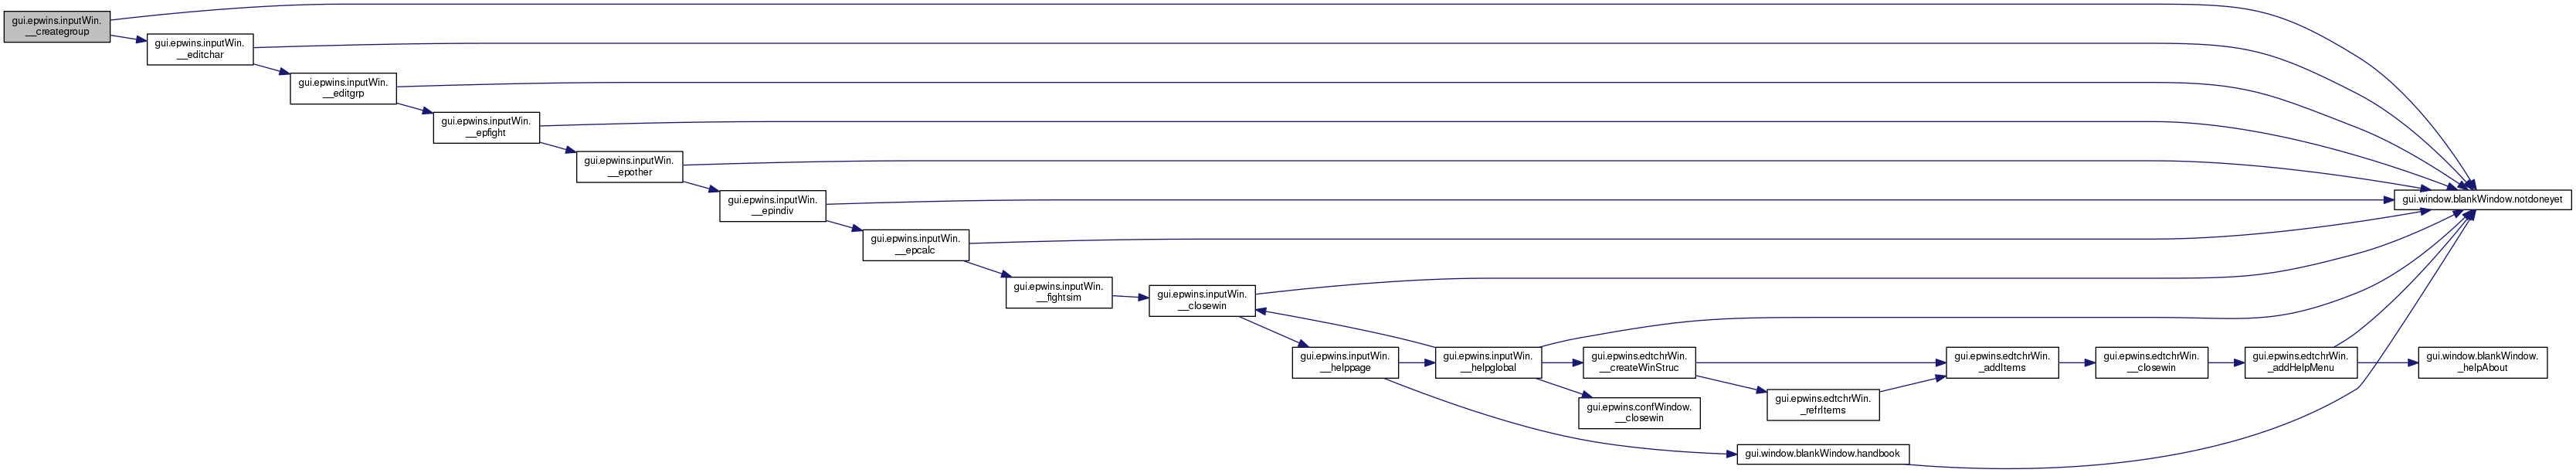 gui.epwins.inputWin.
__creategroup
gui.epwins.inputWin.
__editchar
gui.epwins.inputWin.
__editgrp
gui.epwins.inputWin.
__epfight
gui.epwins.inputWin.
__epother
gui.epwins.inputWin.
__epindiv
gui.window.blankWindow.notdoneyet
gui.epwins.inputWin.
__epcalc
gui.epwins.inputWin.
__fightsim
gui.epwins.inputWin.
__closewin
gui.epwins.inputWin.
__helppage
gui.epwins.inputWin.
__helpglobal
gui.epwins.edtchrWin.
__createWinStruc
gui.epwins.edtchrWin.
_addItems
gui.epwins.edtchrWin.
__closewin
gui.epwins.edtchrWin.
_addHelpMenu
gui.window.blankWindow.
_helpAbout
gui.epwins.confWindow.
__closewin
gui.epwins.edtchrWin.
_refrItems
gui.window.blankWindow.handbook